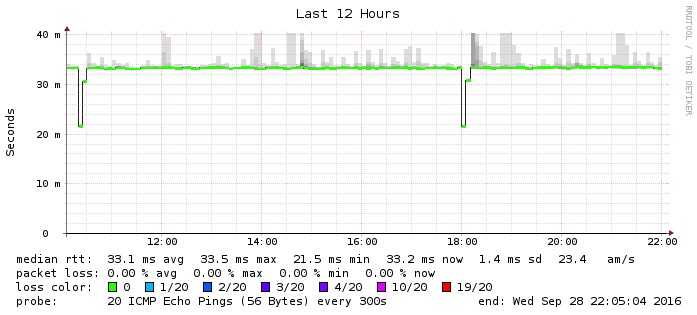 Last 12 Hours
RRDTOOL / TOBI OETIKER
Seconds
40 m
30 m
20 m
10 m
0
12:00 14:00 16:00 18:00 20:00 22:00
median rtt: 33.1 ms avg 33.5 ms max 21.5 ms min 33.2 ms now 1.4 ms sd 23.4 am/s
packet loss: 0.00 % avg 0.00 % max 0.00 % min 0.00 % now
loss color: 0 1/20 2/20 3/20 4/20 10/20 19/20
probe: 20 ICMP Echo Pings (56 Bytes) every 300s end: Wed Sep 28 22:05:04 2016